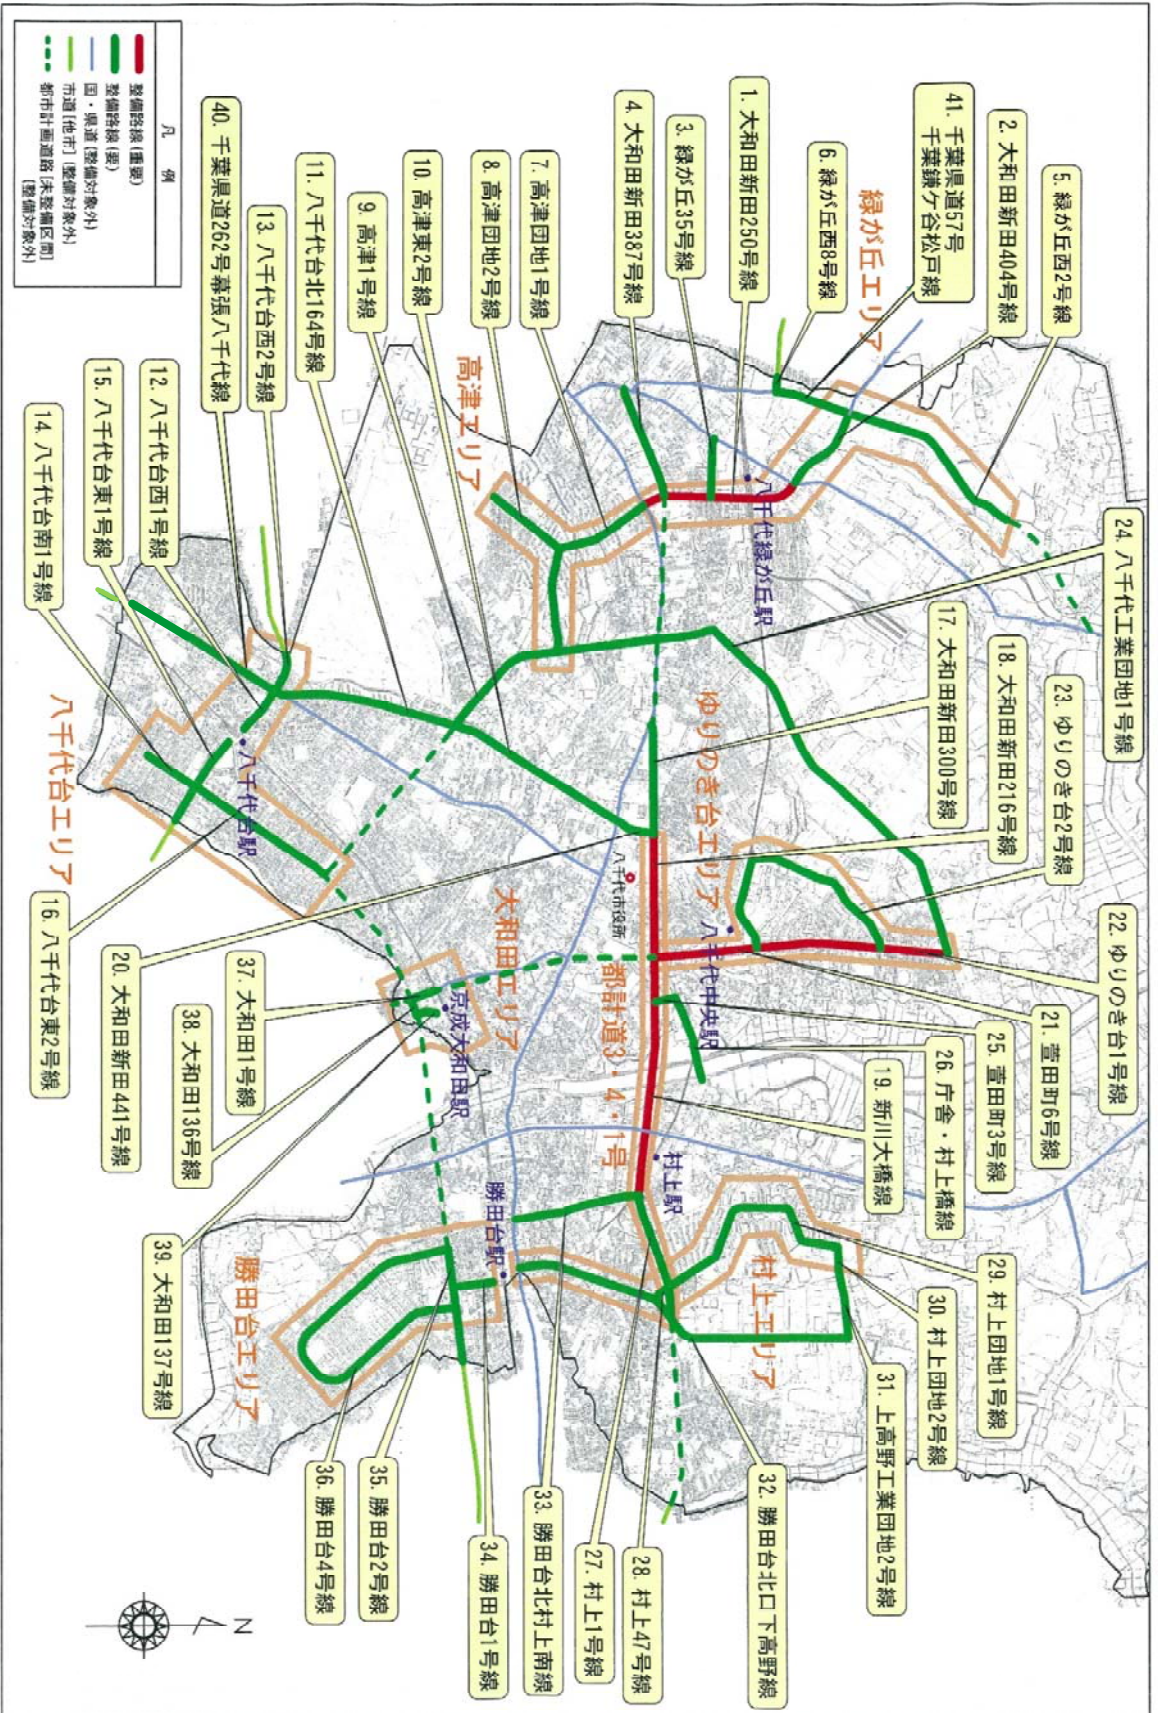 5. 緑が丘西2号線
2. 大和田新田404号線
41. 千葉県道57号
千葉鎌ケ谷松戸線
6. 緑が丘西8号線
1. 大和田新田250号線
3. 緑が丘35号線
4. 大和田新田387号線
7. 高津団地1号線
8. 高津団地2号線
10. 高津東2号線
9. 高津1号線
11. 八千代台北164号線
13. 八千代台西2号線
40. 千葉県道262号幕張八千代線
12. 八千代台西1号線
15. 八千代台東1号線
14. 八千代台南1号線
凡 例
整備路線(重要)
整備路線(要)
国・県道(整備対象外)
市道[他市](整備対象外)
都市計画道路[未整備区間]
(整備対象外)
緑が丘エリア
高津エリア
八千代緑が丘駅
24. 八千代工業団地1号線
17. 大和田新田300号線
18. 大和田新田216号線
23. ゆりのき台2号線
22. ゆりのき台1号線
21. 萱田町6号線
25. 萱田町3号線
26. 庁舎・村上橋線
19. 新川大橋線
ゆりのき台エリア
八千代中央駅
八千代市役所
都計道3・4・1号
大和田エリア
京成大和田駅
八千代台駅
八千代台エリア
16. 八千代台東2号線
20. 大和田新田441号線
37. 大和田1号線
38. 大和田136号線
39. 大和田137号線
村上駅
村上エリア
勝田台駅
勝田台エリア
29. 村上団地1号線
30. 村上団地2号線
31. 上高野工業団地2号線
32. 勝田台北口下高野線
28. 村上47号線
27. 村上1号線
33. 勝田台北村上南線
34. 勝田台1号線
35. 勝田台2号線
36. 勝田台4号線
N